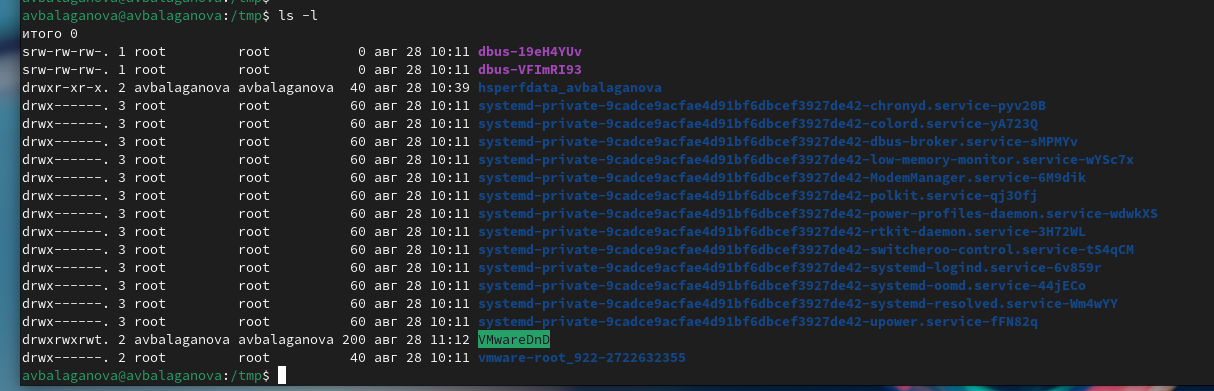 avbalaganova@avbalaganova:/tmp$ ls -l
итого 0
srw-rw-rw-. 1 root root 0 авг 28 10:11 dbus-19eH4YUv
srw-rw-rw-. 1 root root 0 авг 28 10:11 dbus-VFImRI93
drwxr-xr-x. 2 avbalaganova avbalaganova 40 авг 28 10:39 hsperfdata_avbalaganova
drwx------. 3 root root 60 авг 28 10:11 systemd-private-9cadce9acfae4d91bf6dbcef3927de42-chronyd.service-pyv20B
drwx------. 3 root root 60 авг 28 10:11 systemd-private-9cadce9acfae4d91bf6dbcef3927de42-colord.service-yA723Q
drwx------. 3 root root 60 авг 28 10:11 systemd-private-9cadce9acfae4d91bf6dbcef3927de42-dbus-broker.service-sMPMYv
drwx------. 3 root root 60 авг 28 10:11 systemd-private-9cadce9acfae4d91bf6dbcef3927de42-low-memory-monitor.service-wYSc7x
drwx------. 3 root root 60 авг 28 10:11 systemd-private-9cadce9acfae4d91bf6dbcef3927de42-ModemManager.service-6M9dik
drwx------. 3 root root 60 авг 28 10:11 systemd-private-9cadce9acfae4d91bf6dbcef3927de42-polkit.service-qj3Ofj
drwx------. 3 root root 60 авг 28 10:11 systemd-private-9cadce9acfae4d91bf6dbcef3927de42-power-profiles-daemon.service-wdwkXS
drwx------. 3 root root 60 авг 28 10:11 systemd-private-9cadce9acfae4d91bf6dbcef3927de42-rtkit-daemon.service-3H72WL
drwx------. 3 root root 60 авг 28 10:11 systemd-private-9cadce9acfae4d91bf6dbcef3927de42-switcheroo-control.service-tS4qCM
drwx------. 3 root root 60 авг 28 10:11 systemd-private-9cadce9acfae4d91bf6dbcef3927de42-systemd-logind.service-6v859r
drwx------. 3 root root 60 авг 28 10:11 systemd-private-9cadce9acfae4d91bf6dbcef3927de42-systemd-oomd.service-44jECo
drwx------. 3 root root 60 авг 28 10:11 systemd-private-9cadce9acfae4d91bf6dbcef3927de42-systemd-resolved.service-Wm4wYY
drwx------. 3 root root 60 авг 28 10:11 systemd-private-9cadce9acfae4d91bf6dbcef3927de42-upower.service-fFN82q
drwxrwxrwt. 2 avbalaganova avbalaganova 200 авг 28 11:12 VMwareDnD
drwx------. 2 root root 40 авг 28 10:11 vmware-root_922-2722632355
avbalaganova@avbalaganova:/tmp$